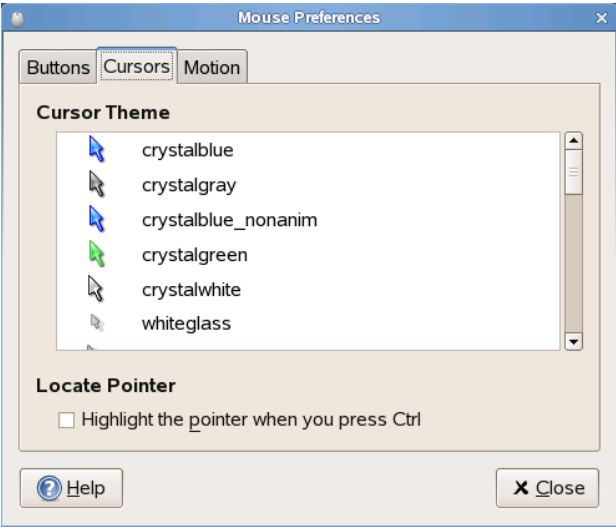 Mouse Preferences
Buttons Cursors Motion
Cursor Theme
crystalblue
crystalgray
crystalblue_nonanim
crystalgreen
crystalwhite
whiteglass
Locate Pointer
Highlight the pointer when you press Ctrl
Help Close